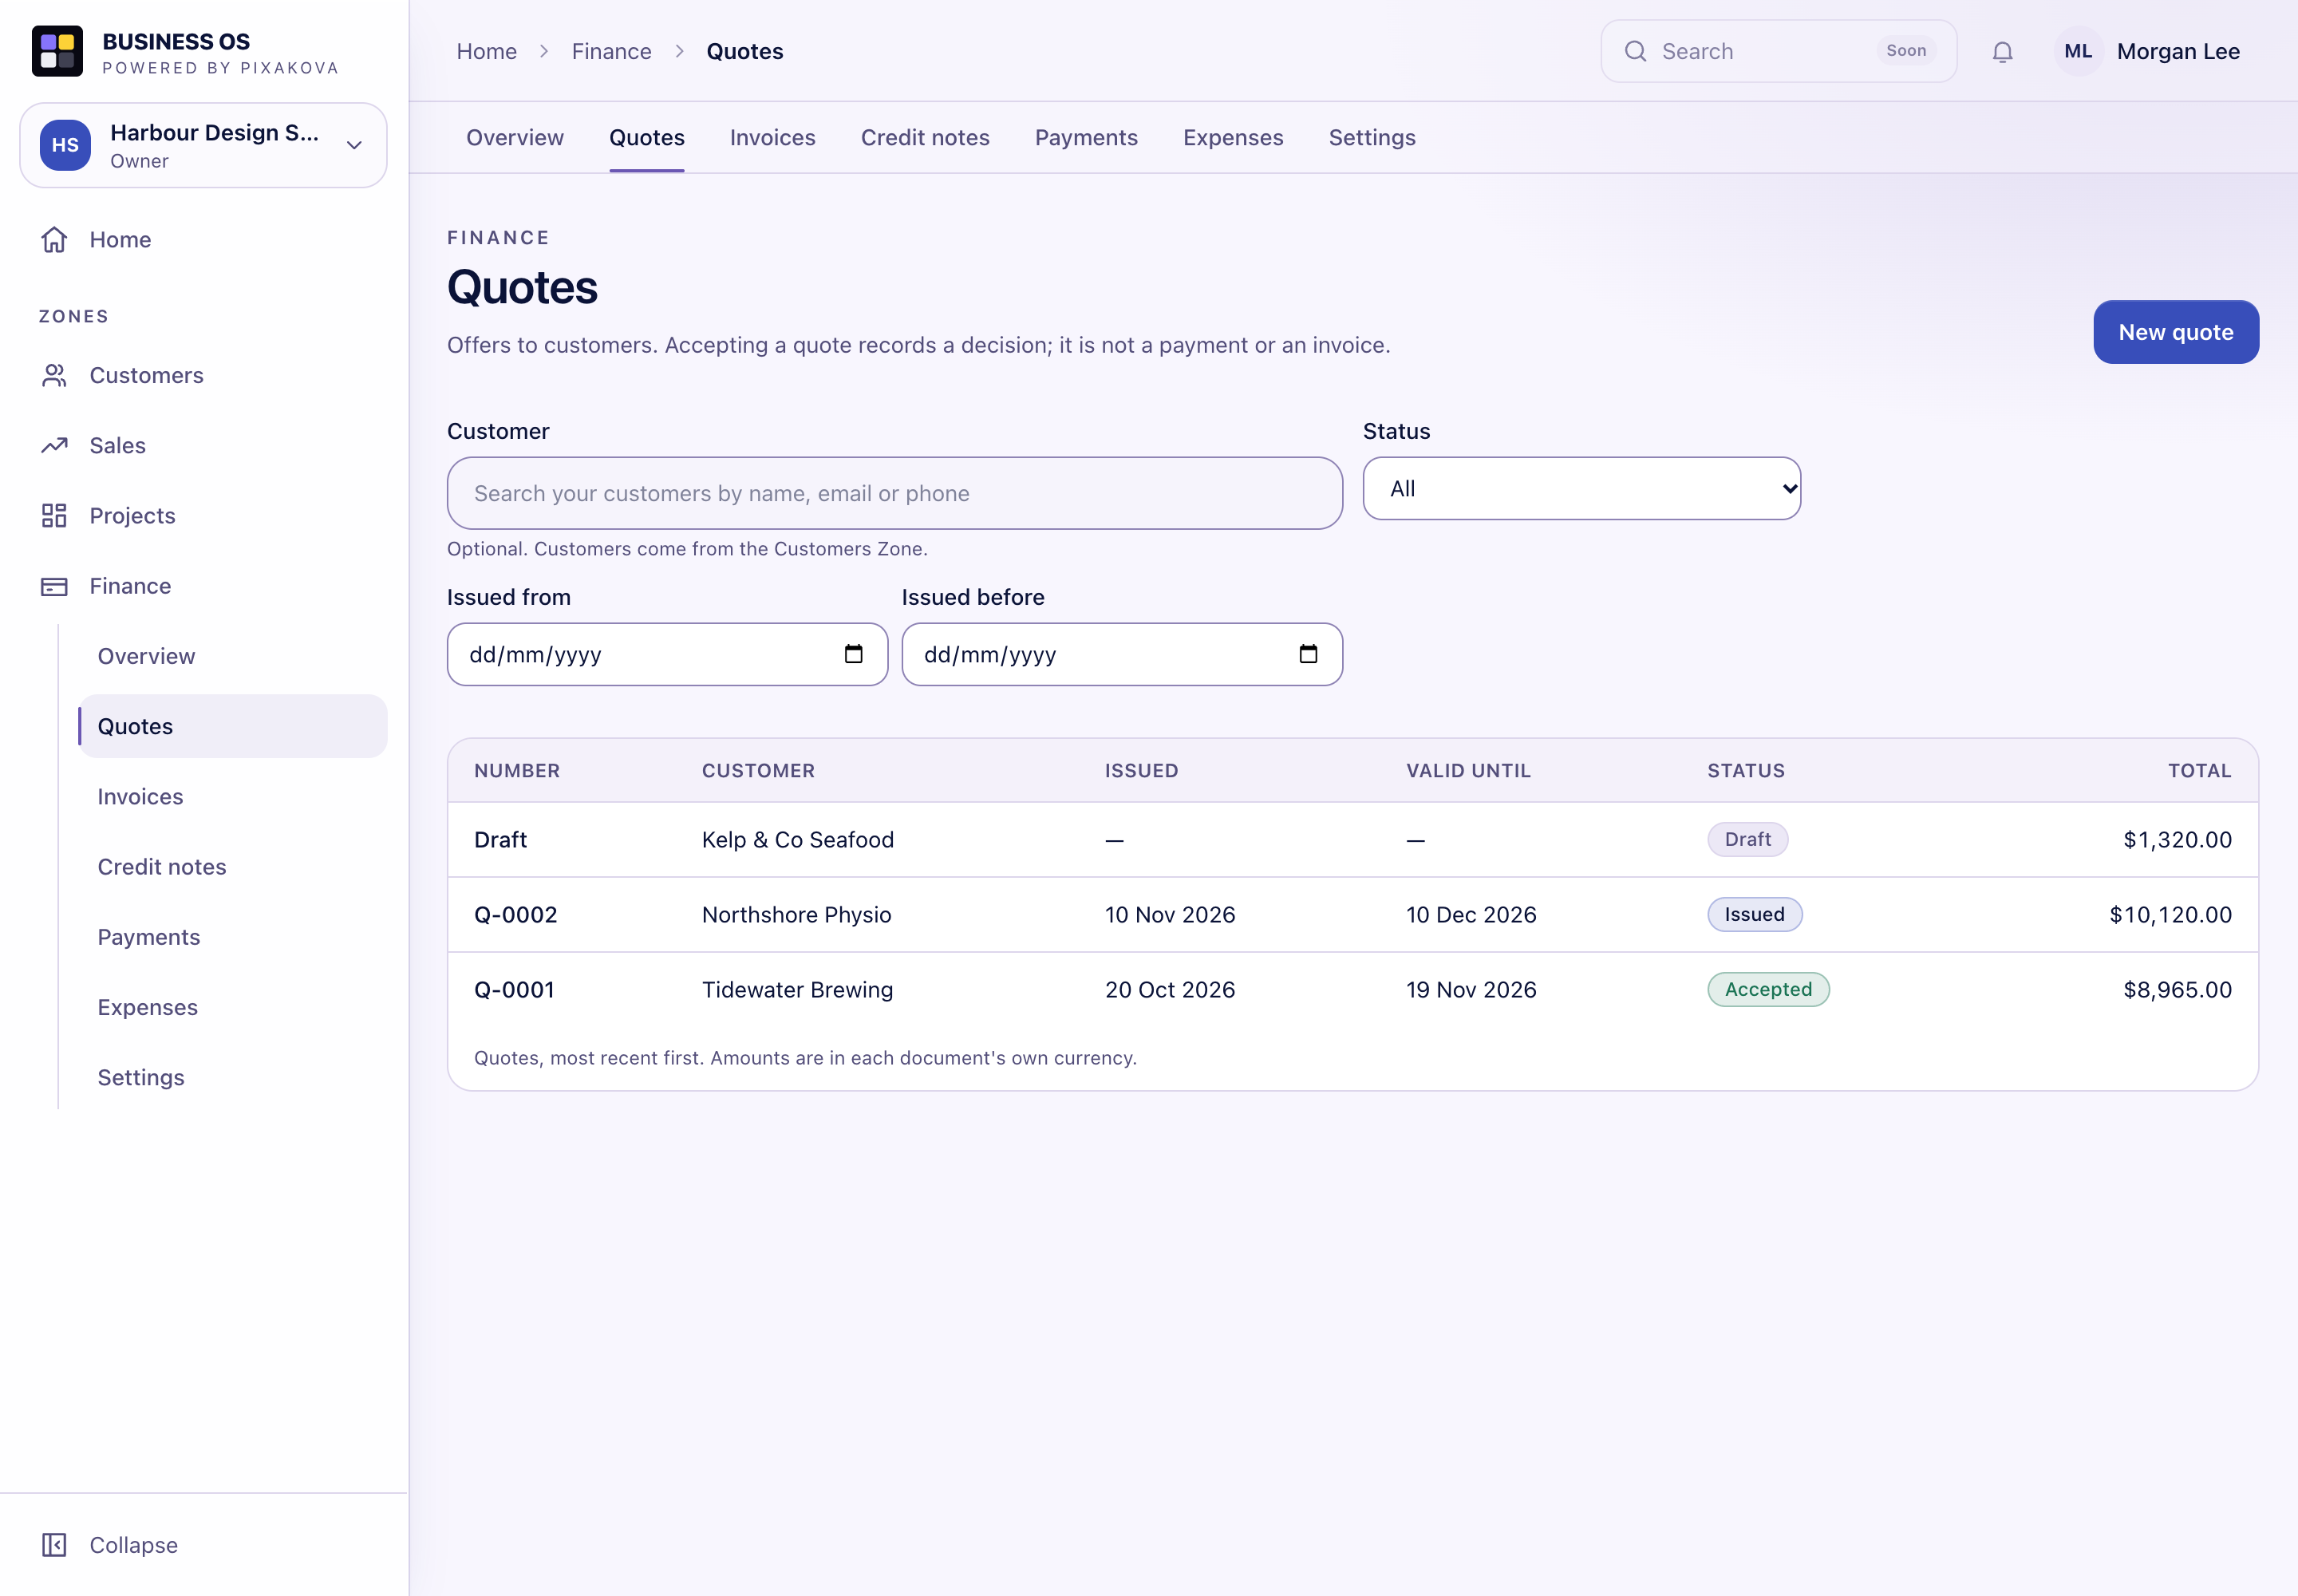 BUSINESS OS
POWERED BY PIXAKOVA
HS
Harbour Design S...
Owner
Home
ZONES
Customers
Sales
Projects
Finance
Overview
Quotes
Invoices
Credit notes
Payments
Expenses
Settings
Collapse
Home > Finance > Quotes
Search Soon
ML Morgan Lee
Overview Quotes Invoices Credit notes Payments Expenses Settings
FINANCE
Quotes
Offers to customers. Accepting a quote records a decision; it is not a payment or an invoice.
New quote
Customer Status
Search your customers by name, email or phone All
Optional. Customers come from the Customers Zone.
Issued from Issued before
dd/mm/yyyy dd/mm/yyyy
NUMBER CUSTOMER ISSUED VALID UNTIL STATUS TOTAL
Draft Kelp & Co Seafood — — Draft $1,320.00
Q-0002 Northshore Physio 10 Nov 2026 10 Dec 2026 Issued $10,120.00
Q-0001 Tidewater Brewing 20 Oct 2026 19 Nov 2026 Accepted $8,965.00
Quotes, most recent first. Amounts are in each document's own currency.